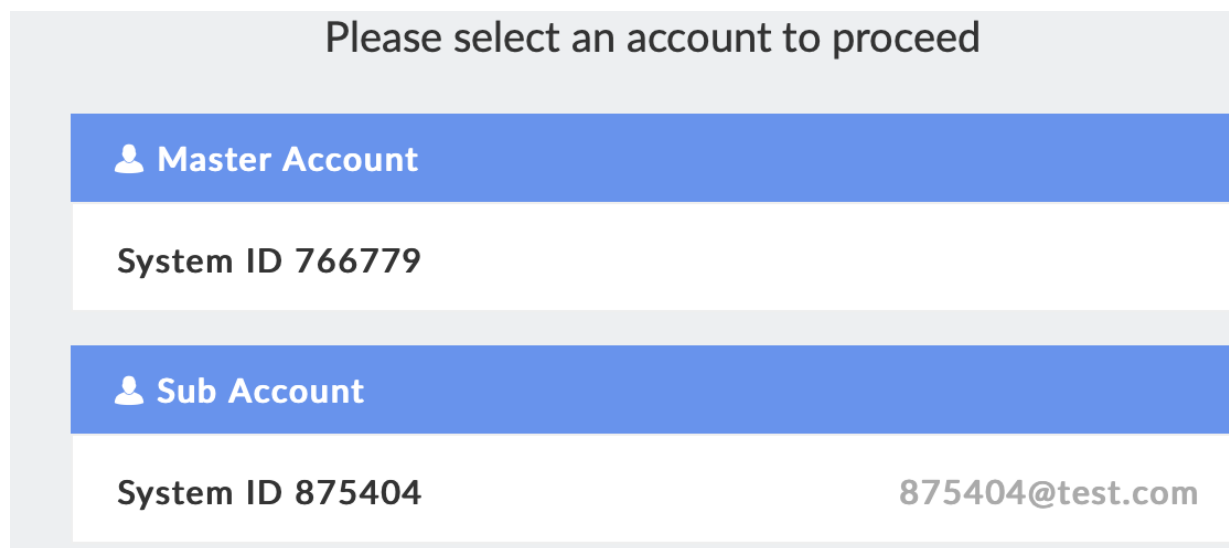 Please select an account to proceed
Master Account
System ID 766779
Sub Account
System ID 875404 875404@test.com